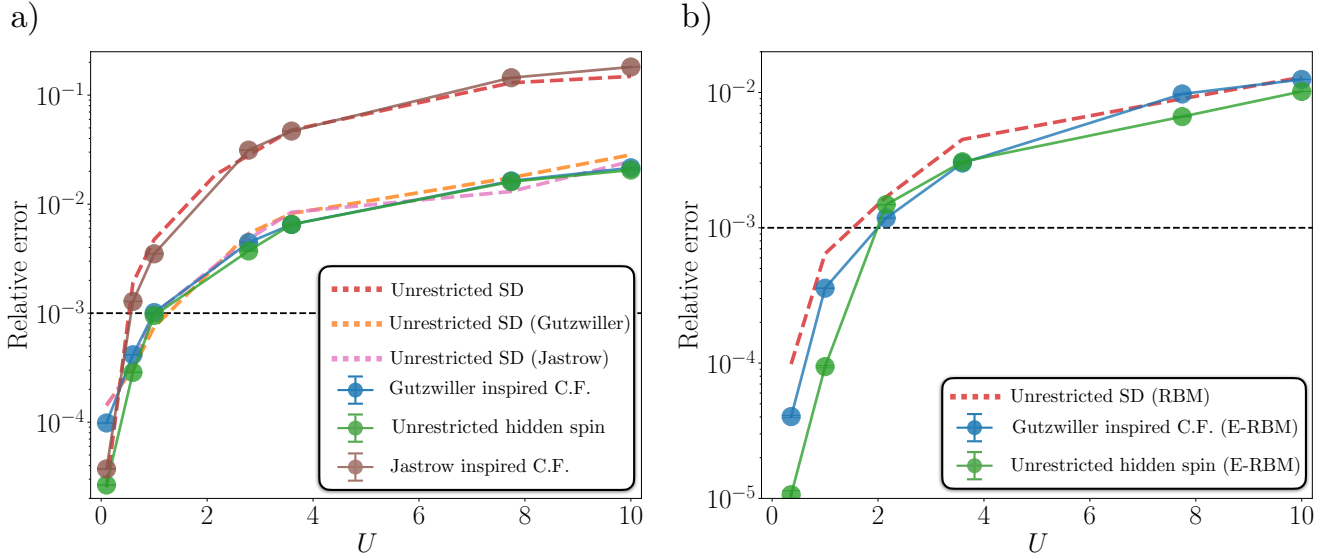 a)
Relative error
10⁻¹
10⁻²
10⁻³
10⁻⁴
0 2 4 6 8 10
U
Unrestricted SD
Unrestricted SD (Gutzwiller)
Unrestricted SD (Jastrow)
Gutzwiller inspired C.F.
Unrestricted hidden spin
Jastrow inspired C.F.
b)
Relative error
10⁻²
10⁻³
10⁻⁴
10⁻⁵
0 2 4 6 8 10
U
Unrestricted SD (RBM)
Gutzwiller inspired C.F. (E-RBM)
Unrestricted hidden spin (E-RBM)